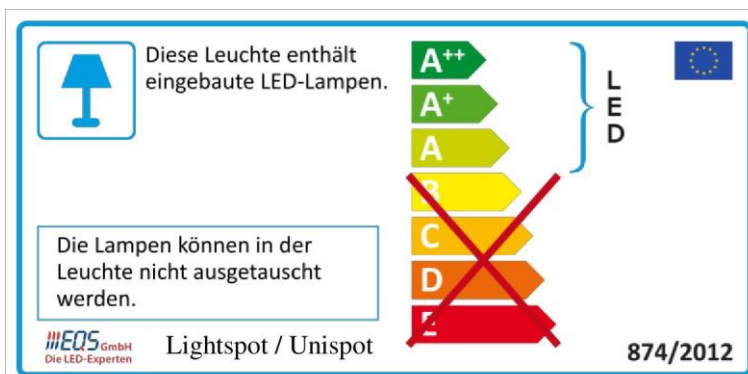 Diese Leuchte enthält
eingebaute LED-Lampen.
A++
A+
A
B
C
D
E
L
E
D
Die Lampen können in der
Leuchte nicht ausgetauscht
werden.
EQS GmbH
Die LED-Experten
Lightspot / Unispot
874/2012